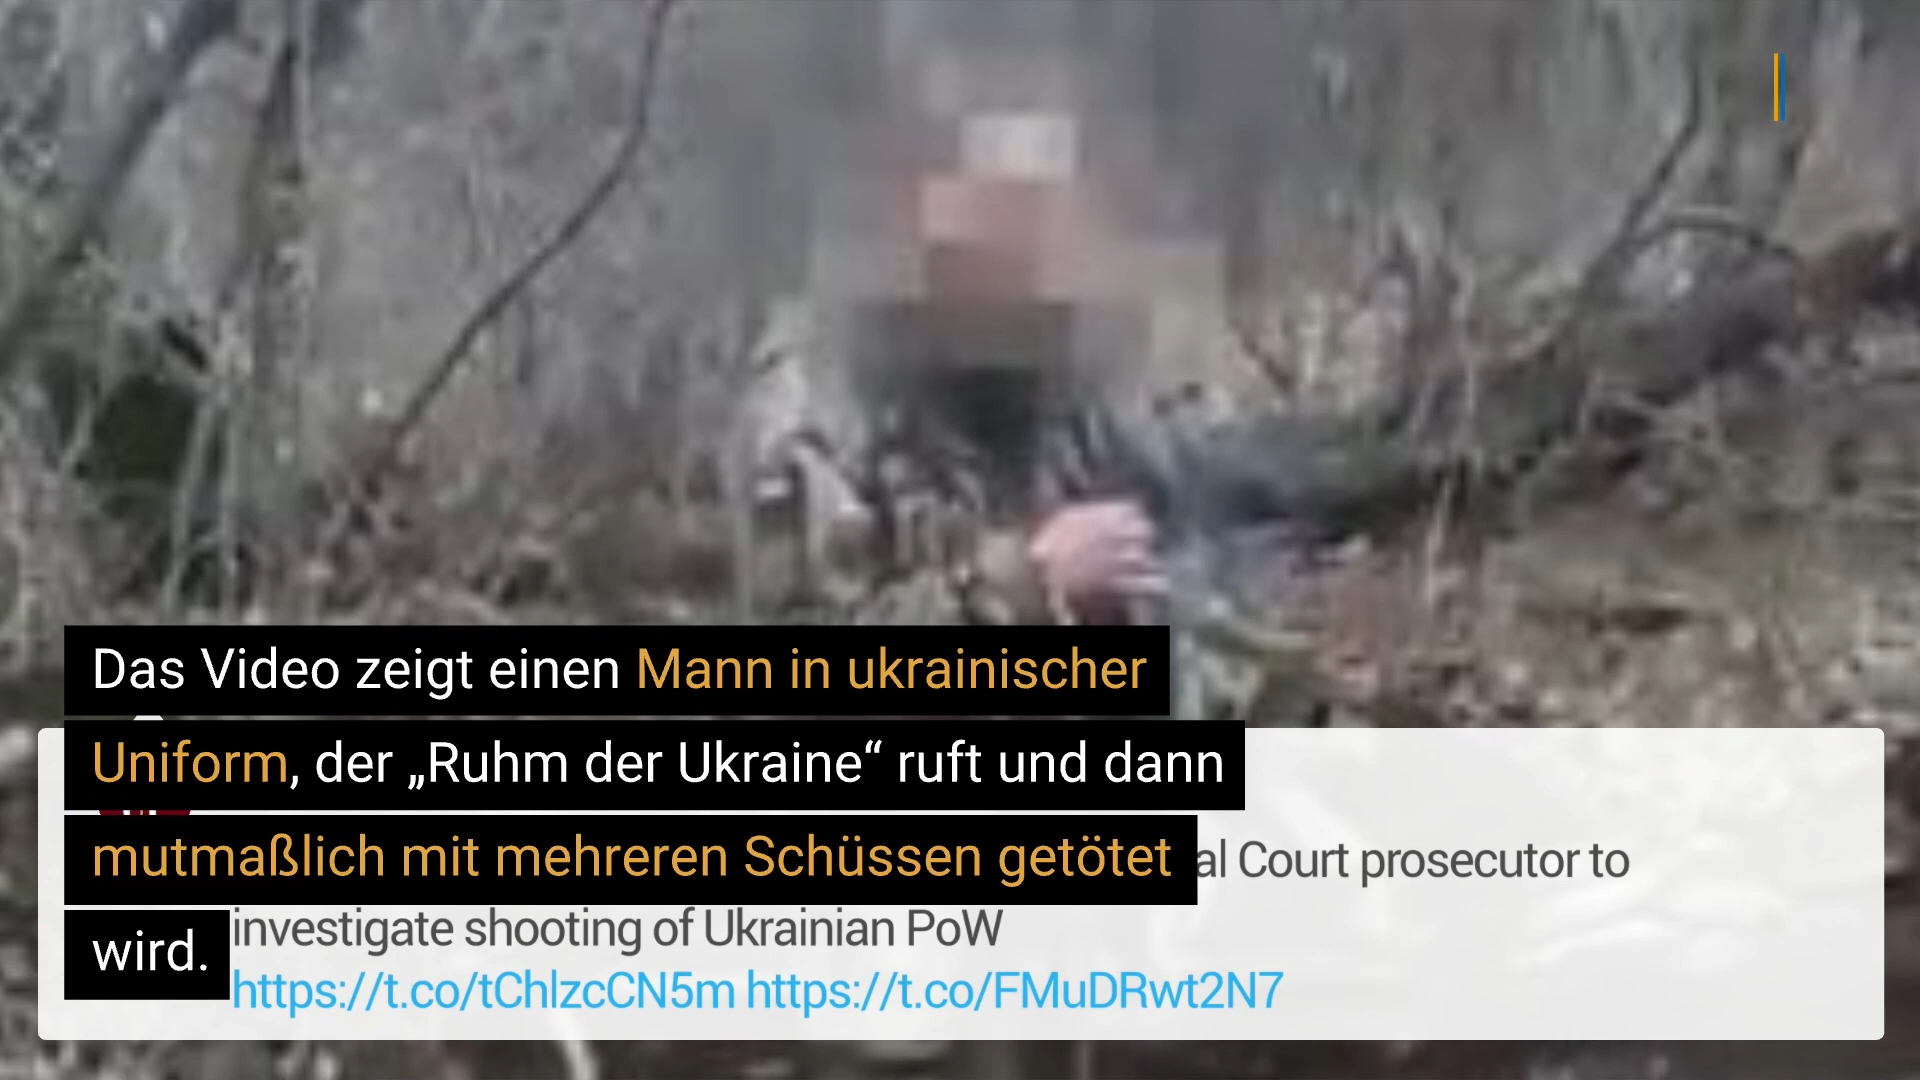 Das Video zeigt einen Mann in ukrainischer
Uniform, der „Ruhm der Ukraine“ ruft und dann
mutmaßlich mit mehreren Schüssen getötet
wird.
al Court prosecutor to
investigate shooting of Ukrainian PoW
https://t.co/tChlzcCN5m https://t.co/FMuDRwt2N7